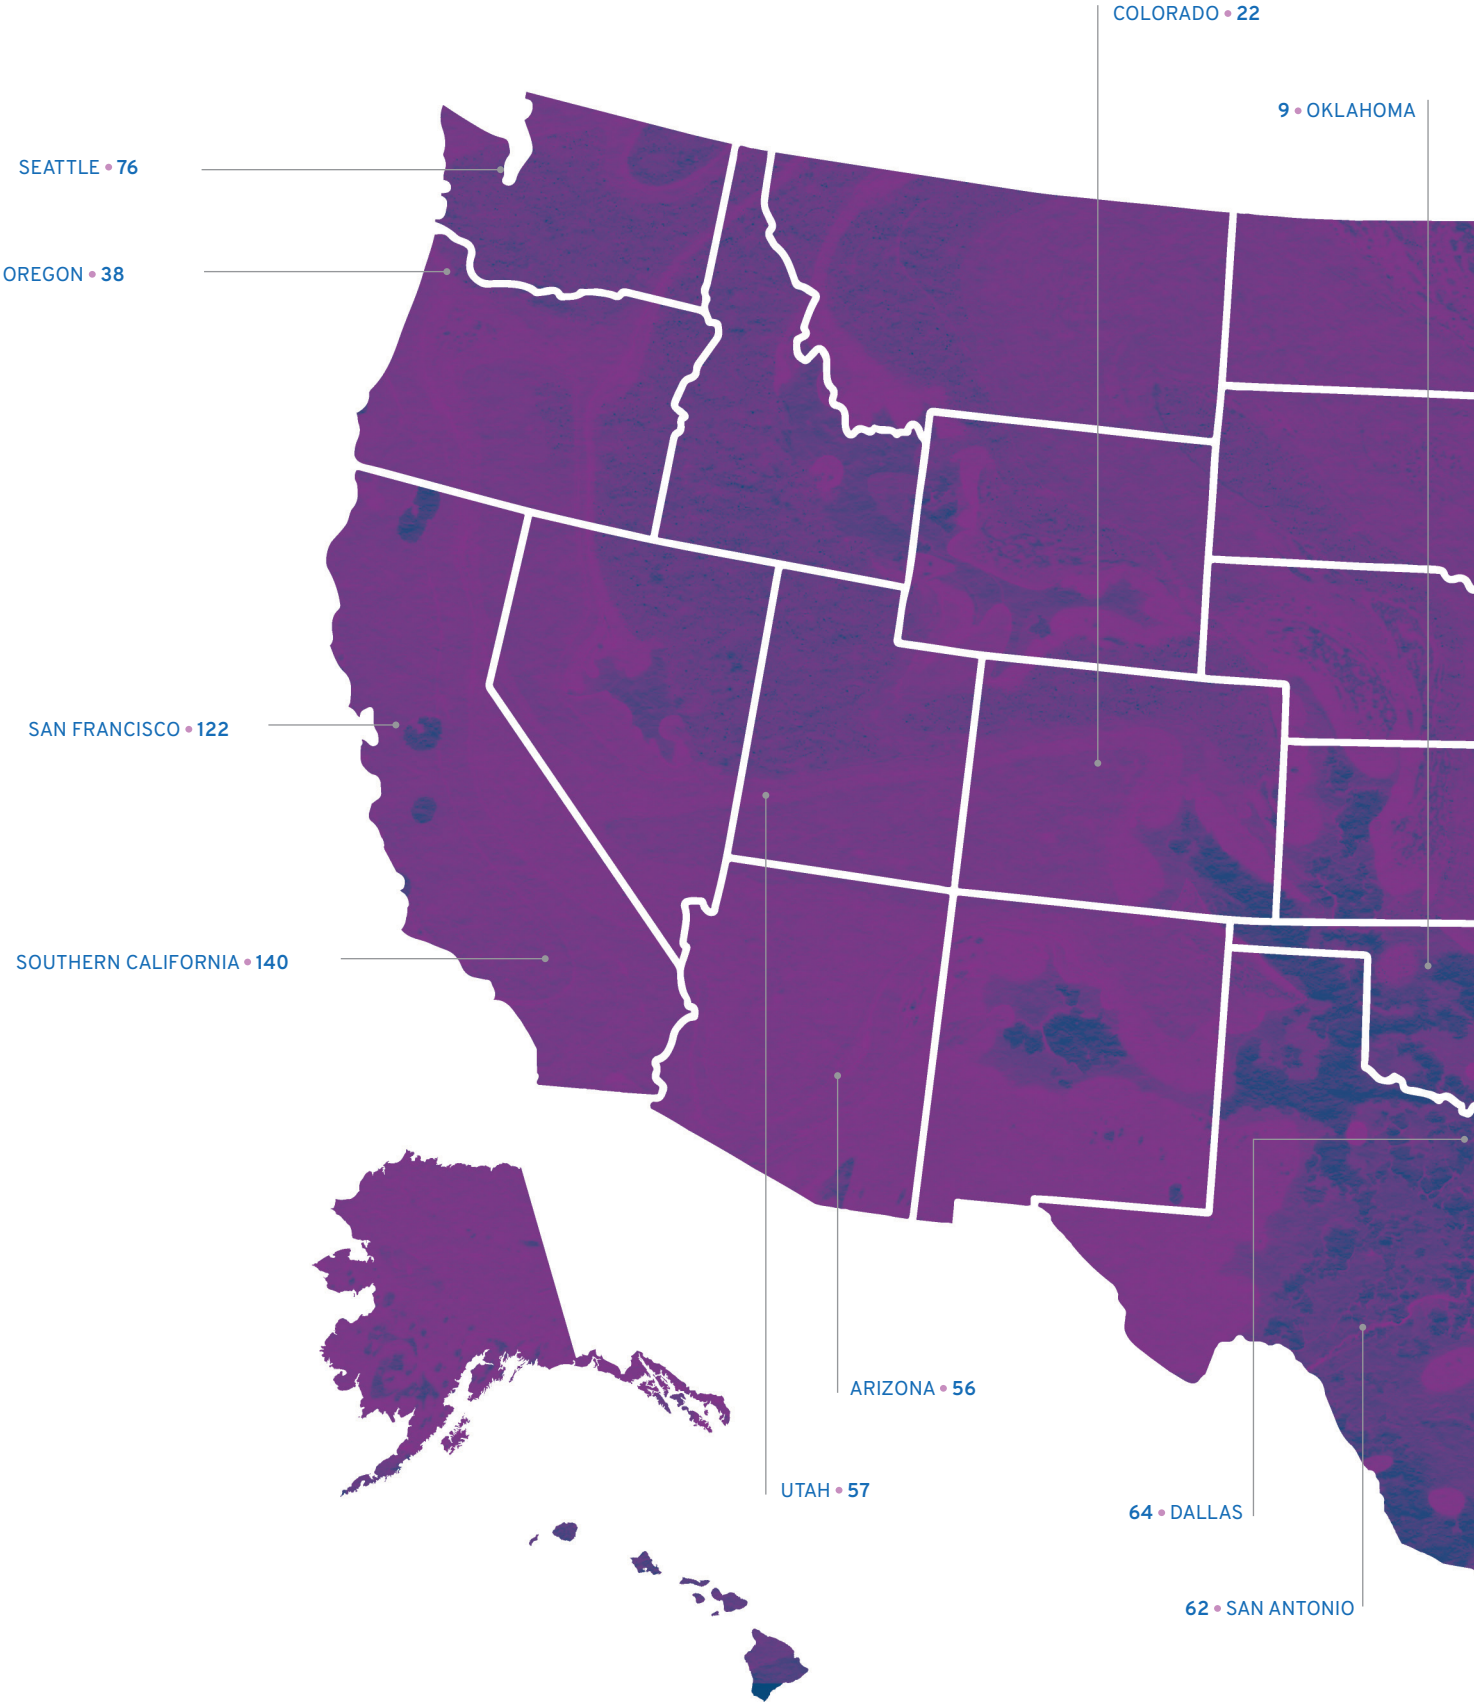 COLORADO • 22
9 • OKLAHOMA
SEATTLE • 76
OREGON • 38
SAN FRANCISCO • 122
SOUTHERN CALIFORNIA • 140
ARIZONA • 56
UTAH • 57
64 • DALLAS
62 • SAN ANTONIO